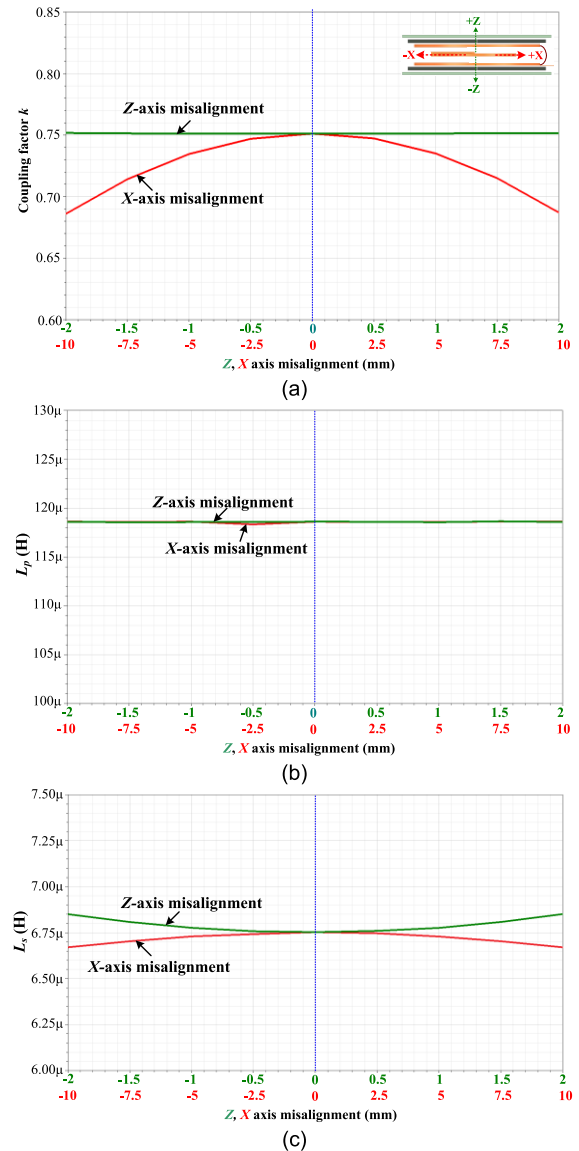 0.85
+Z
-X
+X
-Z
0.80
Z-axis misalignment
0.75
Coupling factor k
0.70
X-axis misalignment
0.65
0.60
-2 -1.5 -1 -0.5 0 0.5 1 1.5 2
-10 -7.5 -5 -2.5 0 2.5 5 7.5 10
Z, X axis misalignment (mm)
(a)
130μ
125μ
120μ
Z-axis misalignment
X-axis misalignment
115μ
Lp (H)
110μ
105μ
100μ
-2 -1.5 -1 -0.5 0 0.5 1 1.5 2
-10 -7.5 -5 -2.5 0 2.5 5 7.5 10
Z, X axis misalignment (mm)
(b)
7.50μ
7.25μ
7.00μ
Z-axis misalignment
6.75μ
Ls (H)
X-axis misalignment
6.50μ
6.25μ
6.00μ
-2 -1.5 -1 -0.5 0 0.5 1 1.5 2
-10 -7.5 -5 -2.5 0 2.5 5 7.5 10
Z, X axis misalignment (mm)
(c)